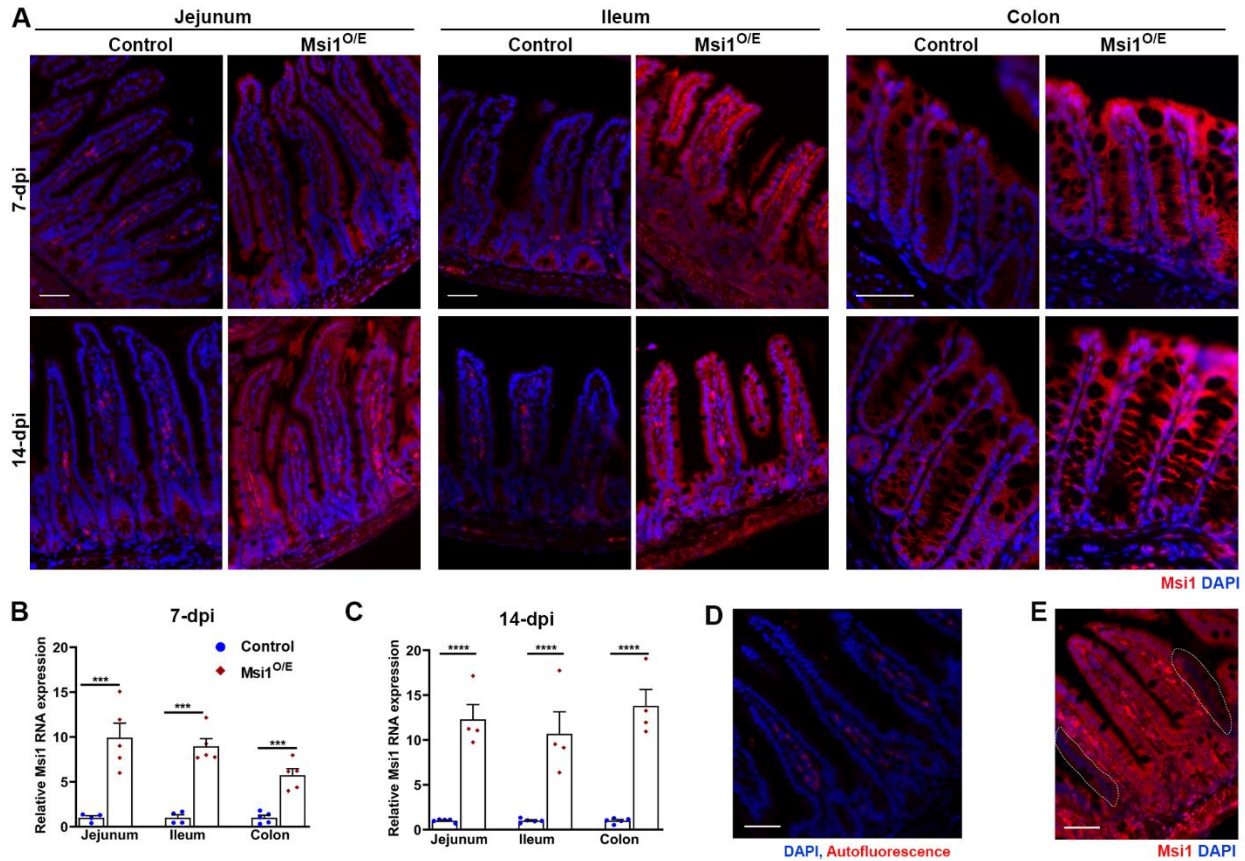 A
Jejunum Ileum Colon
Control Msi1O/E Control Msi1O/E Control Msi1O/E
7-dpi
14-dpi
Msi1 DAPI
B
7-dpi
Relative Msi1 RNA expression
20
15
10
5
0
Control
Msi1O/E
*** *** ***
Jejunum Ileum Colon
C
14-dpi
Relative Msi1 RNA expression
20
15
10
5
0
**** **** ****
Jejunum Ileum Colon
D
DAPI, Autofluorescence
E
Msi1 DAPI